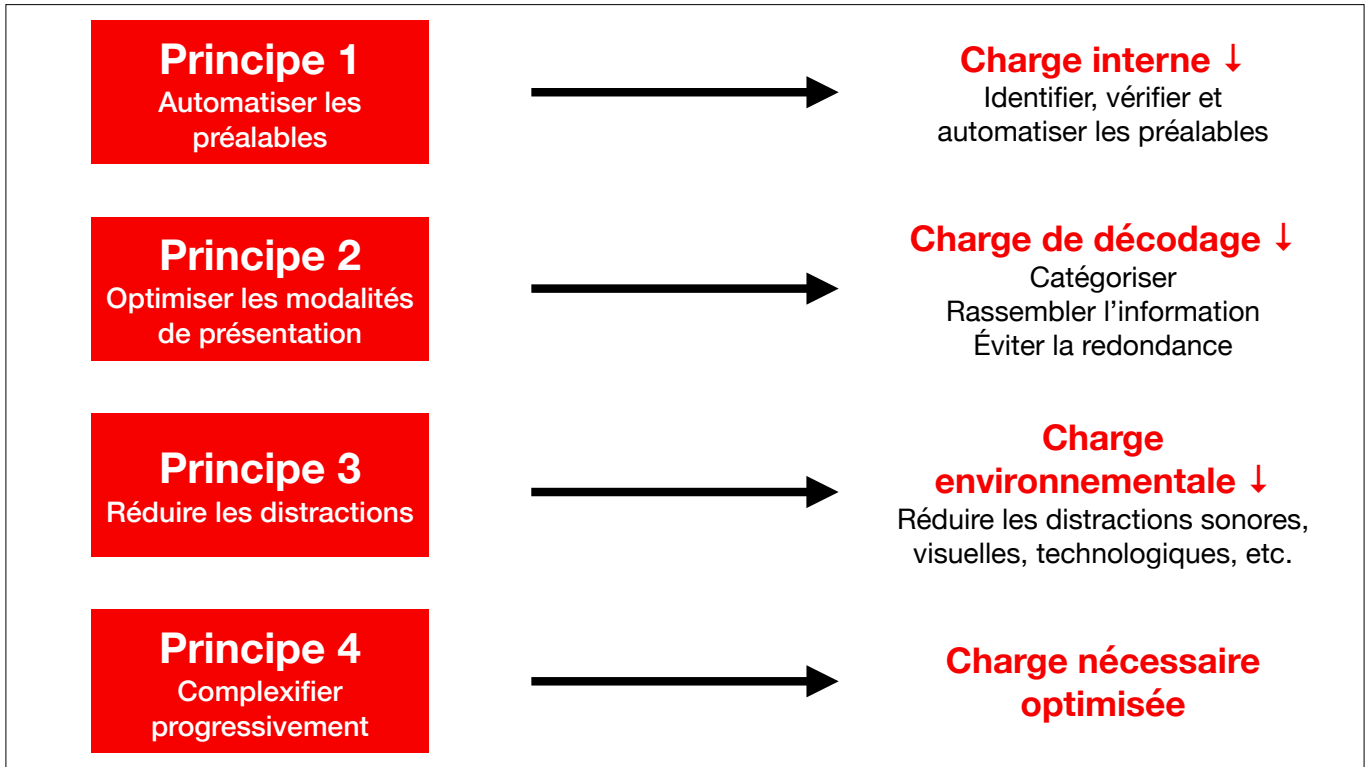 Principe 1
Automatiser les
préalables
Charge interne ↓
Identifier, vérifier et
automatiser les préalables
Principe 2
Optimiser les modalités
de présentation
Charge de décodage ↓
Catégoriser
Rassembler l’information
Éviter la redondance
Principe 3
Réduire les distractions
Charge
environnementale ↓
Réduire les distractions sonores,
visuelles, technologiques, etc.
Principe 4
Complexifier
progressivement
Charge nécessaire
optimisée